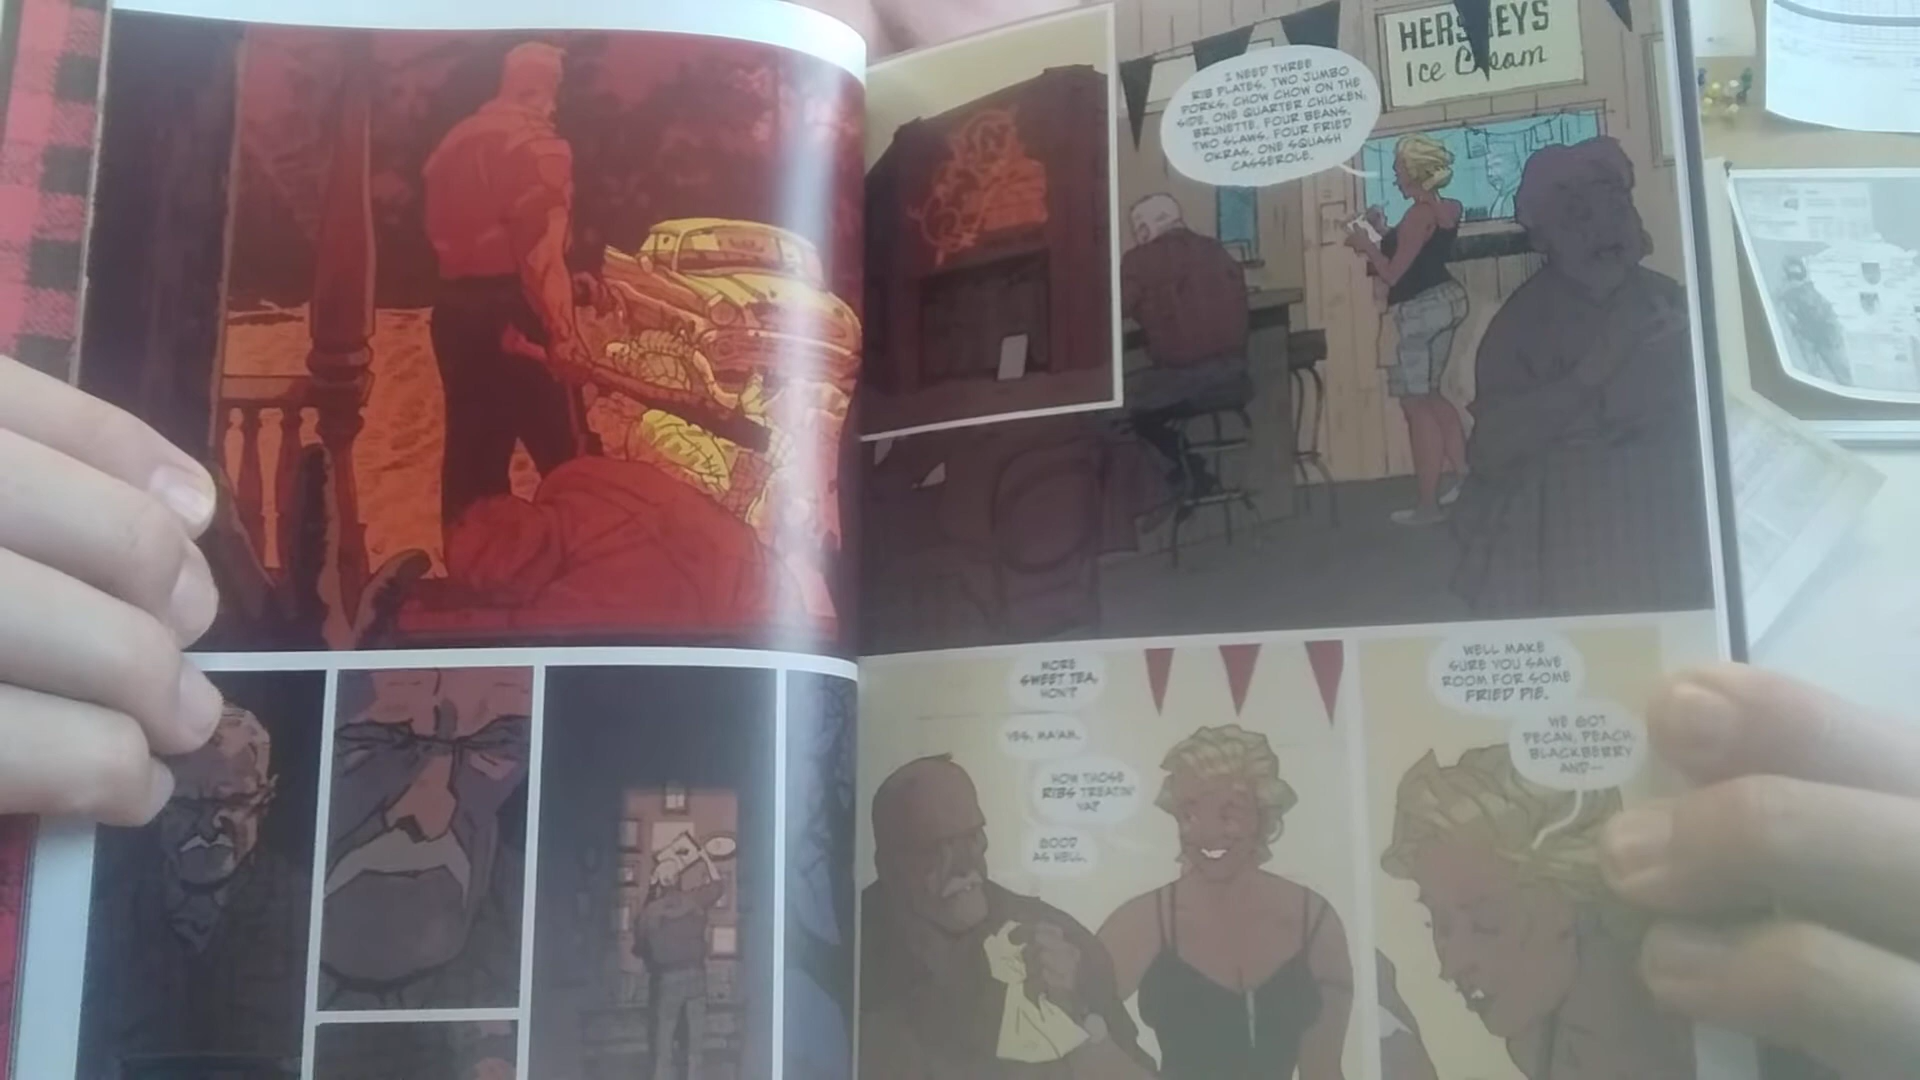 HERSHEYS
Ice Cream
I NEED THREE
RIB PLATES, TWO JUMBO
PORKS, CHOW CHOW ON THE
SIDE, ONE QUARTER CHICKEN,
BRUNETTE, FOUR BEANS,
TWO SLAWS, FOUR FRIED
OKRAS, ONE SQUASH
CASSEROLE.
MORE
SWEET TEA,
HON?
YES, MA'AM.
HOW THOSE
RIBS TREATIN'
YA?
GOOD
AS HELL.
WELL MAKE
SURE YOU SAVE
ROOM FOR SOME
FRIED PIE.
WE GOT
PECAN, PEACH,
BLACKBERRY
AND--